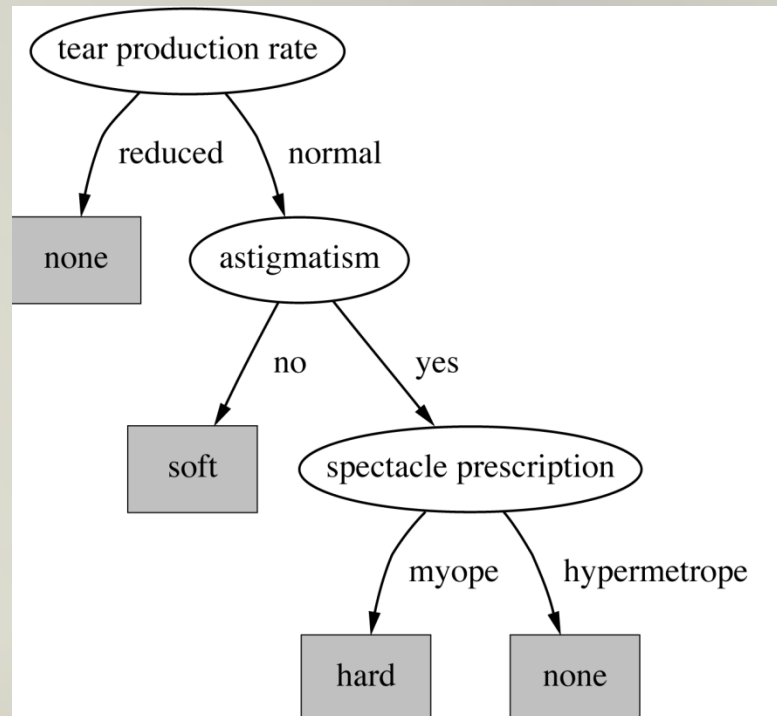 tear production rate
reduced
normal
none
astigmatism
no
yes
soft
spectacle prescription
myope
hypermetrope
hard
none